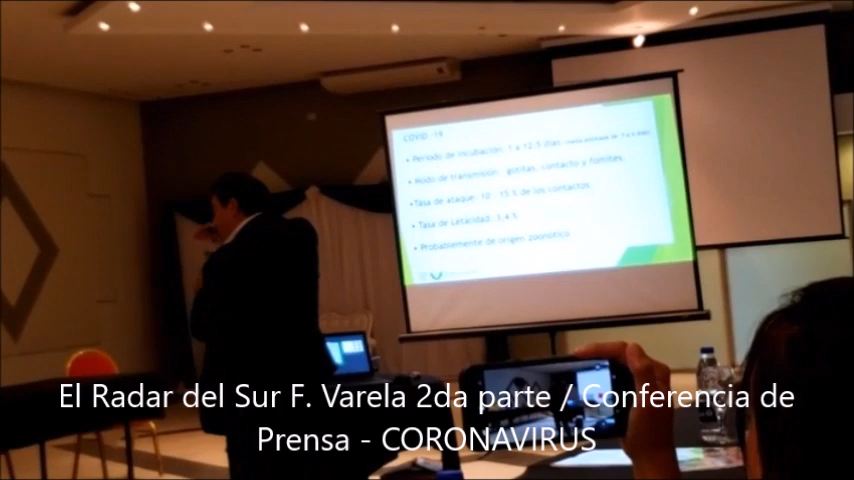 COVID 19
• Periodo de incubación: 1 a 12.5 días
• Modo de transmisión: gotitas, contacto y fomites
• Tasa de ataque: 10 15 % de los contactos
• Tasa de Letalidad: 3,4 %
• Probablemente de origen zoonótico
El Radar del Sur F. Varela 2da parte / Conferencia de
Prensa - CORONAVIRUS